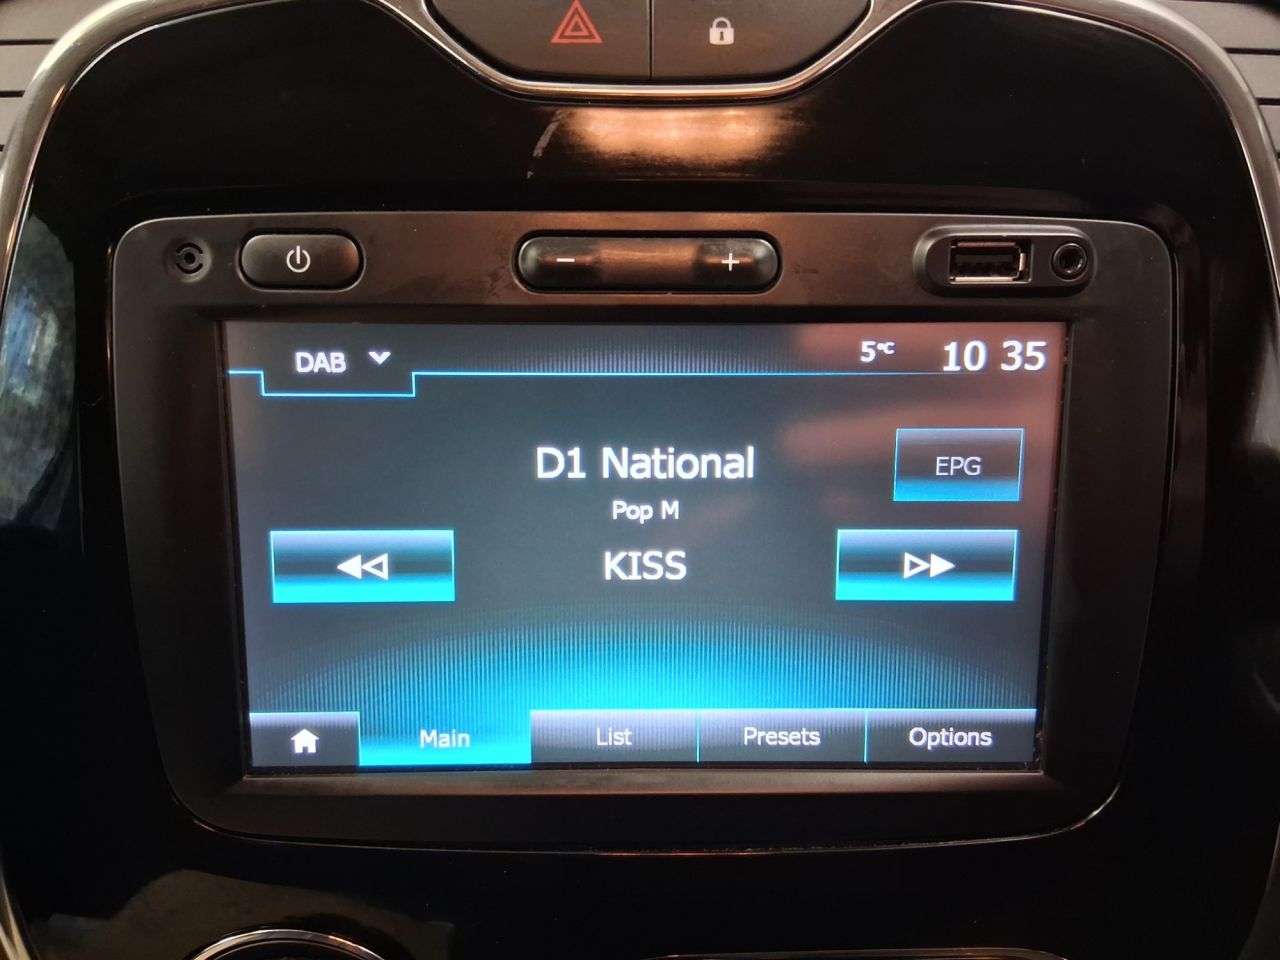 DAB
5°C
10 35
D1 National
EPG
Pop M
KISS
Main
List
Presets
Options